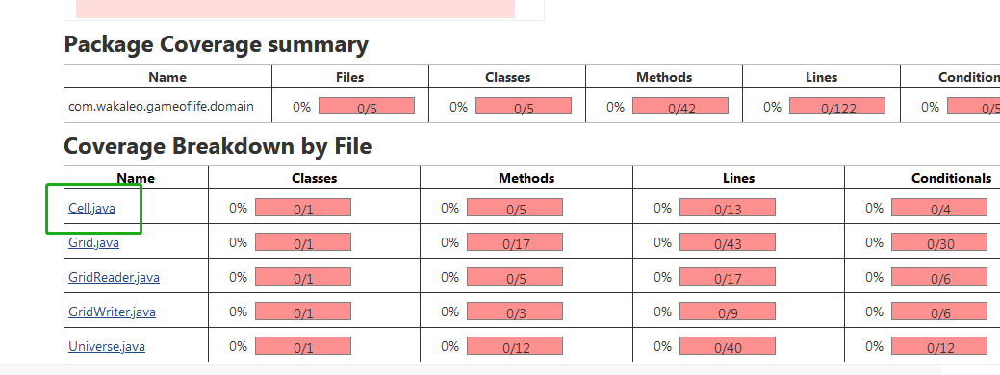 Package Coverage summary
Name Files Classes Methods Lines Condition
com.wakaleo.gameoflife.domain 0% 0/5 0% 0/5 0% 0/42 0% 0/122 0% 0/5
Coverage Breakdown by File
Name Classes Methods Lines Conditionals
Cell.java 0% 0/1 0% 0/5 0% 0/13 0% 0/4
Grid.java 0% 0/1 0% 0/17 0% 0/43 0% 0/30
GridReader.java 0% 0/1 0% 0/5 0% 0/17 0% 0/6
GridWriter.java 0% 0/1 0% 0/3 0% 0/9 0% 0/6
Universe.java 0% 0/1 0% 0/12 0% 0/40 0% 0/12